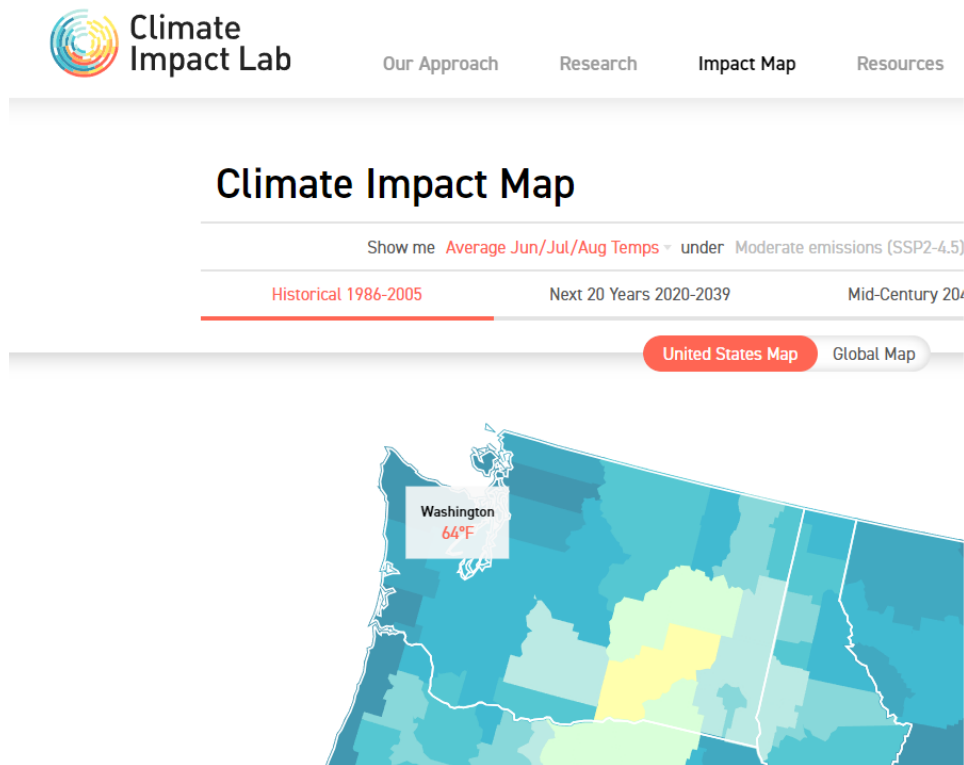 Climate
Impact Lab
Our Approach Research Impact Map Resources
Climate Impact Map
Show me Average Jun/Jul/Aug Temps under Moderate emissions (SSP2-4.5)
Historical 1986-2005 Next 20 Years 2020-2039 Mid-Century 204
United States Map Global Map
Washington
64°F